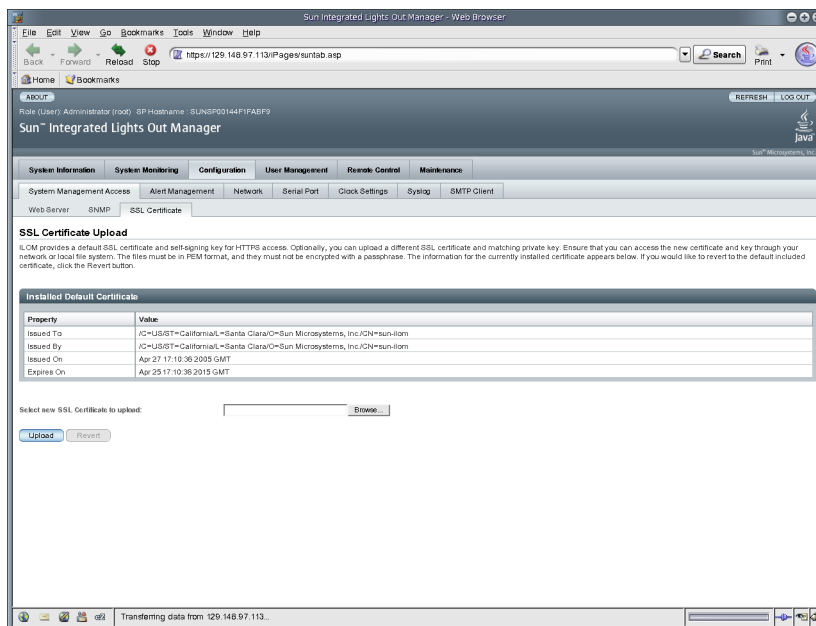 Sun Integrated Lights Out Manager - Web Browser
File Edit View Go Bookmarks Tools Window Help
Back Forward Reload Stop https://129.148.97.113/iPages/suntab.asp Search Print
Home Bookmarks
ABOUT REFRESH LOG OUT
Role (User): Administrator (root) SP Hostname : SUNSP00144F1FABF9
Sun™ Integrated Lights Out Manager
Java
Sun™ Microsystems, Inc.
System Information System Monitoring Configuration User Management Remote Control Maintenance
System Management Access Alert Management Network Serial Port Clock Settings Syslog SMTP Client
Web Server SNMP SSL Certificate
SSL Certificate Upload
ILOM provides a default SSL certificate and self-signing key for HTTPS access. Optionally, you can upload a different SSL certificate and matching private key. Ensure that you can access the new certificate and key through your
network or local file system. The files must be in PEM format, and they must not be encrypted with a passphrase. The information for the currently installed certificate appears below. If you would like to revert to the default included
certificate, click the Revert button.
Installed Default Certificate
Property Value
Issued To /C=US/ST=California/L=Santa Clara/O=Sun Microsystems, Inc./CN=sun-ilom
Issued By /C=US/ST=California/L=Santa Clara/O=Sun Microsystems, Inc./CN=sun-ilom
Issued On Apr 27 17:10:36 2005 GMT
Expires On Apr 25 17:10:36 2015 GMT
Select new SSL Certificate to upload: Browse...
Upload Revert
Transferring data from 129.148.97.113...